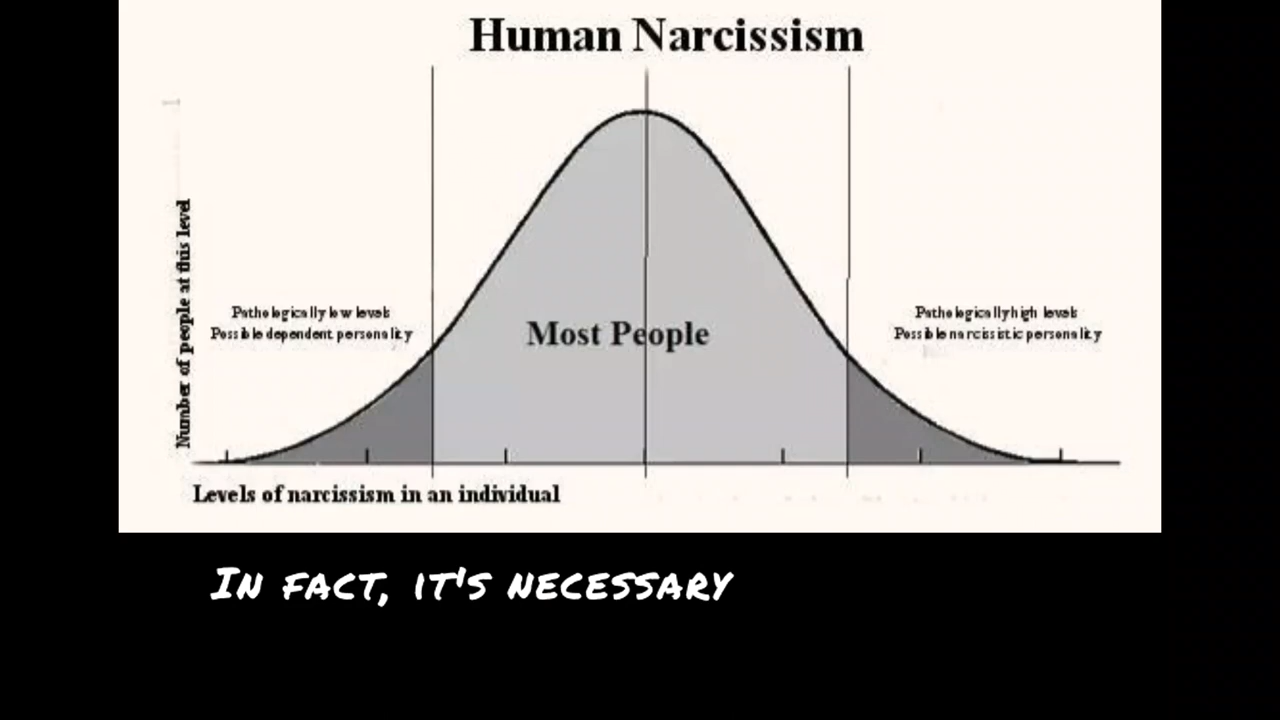 Human Narcissism
Number of people at this level
Pathologically low levels
Possible dependent personality
Most People
Pathologically high levels
Possible narcissistic personality
Levels of narcissism in an individual
In fact, it's necessary